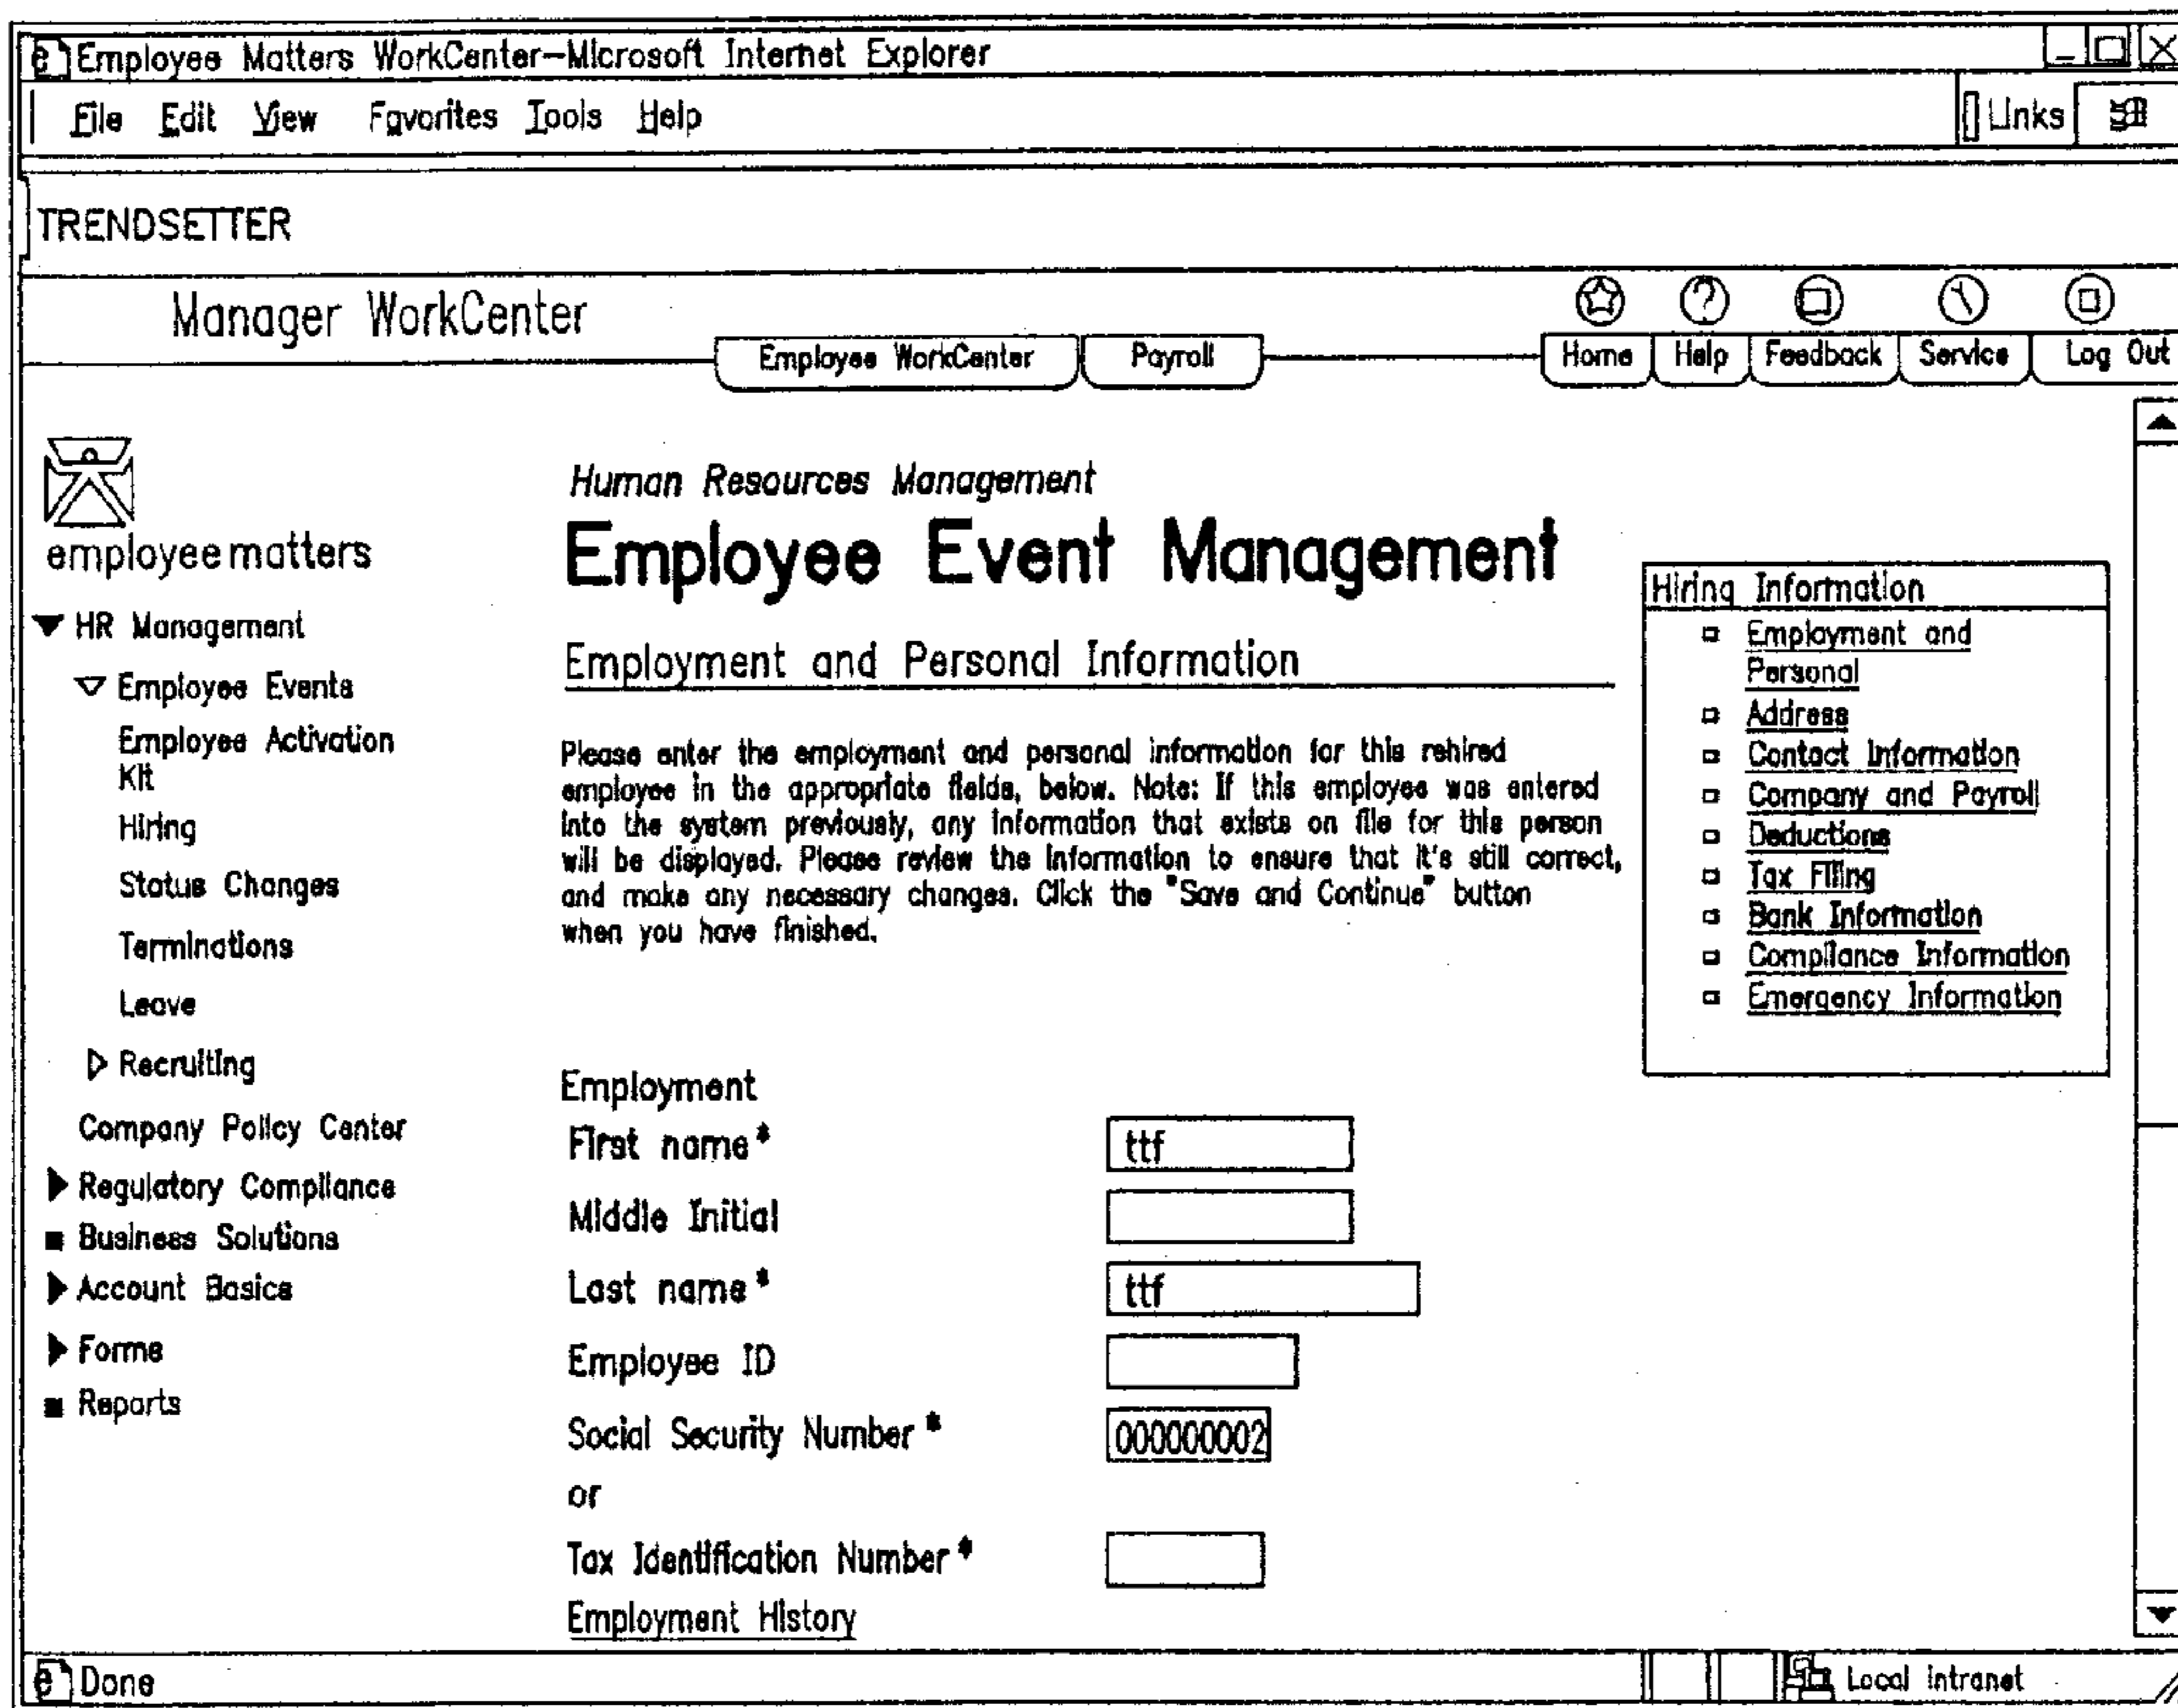 Employee Matters WorkCenter-Microsoft Internet Explorer
File Edit View Favorites Tools Help Links
TRENDSETTER
Manager WorkCenter
Employee WorkCenter Payroll Home Help Feedback Service Log Out
employeematters
HR Management
Employee Events
Employee Activation
Kit
Hiring
Status Changes
Terminations
Leave
Recruiting
Company Policy Center
Regulatory Compliance
Business Solutions
Account Basics
Forms
Reports
Human Resources Management
Employee Event Management
Employment and Personal Information
Please enter the employment and personal information for this rehired
employee in the appropriate fields, below. Note: If this employee was entered
into the system previously, any information that exists on file for this person
will be displayed. Please review the information to ensure that it's still correct,
and make any necessary changes. Click the "Save and Continue" button
when you have finished.
Employment
First name* ttf
Middle Initial
Last name* ttf
Employee ID
Social Security Number* 000000002
or
Tax Identification Number*
Employment History
Hiring Information
Employment and
Personal
Address
Contact Information
Company and Payroll
Deductions
Tax Filing
Bank Information
Compliance Information
Emergency Information
Done Local intranet